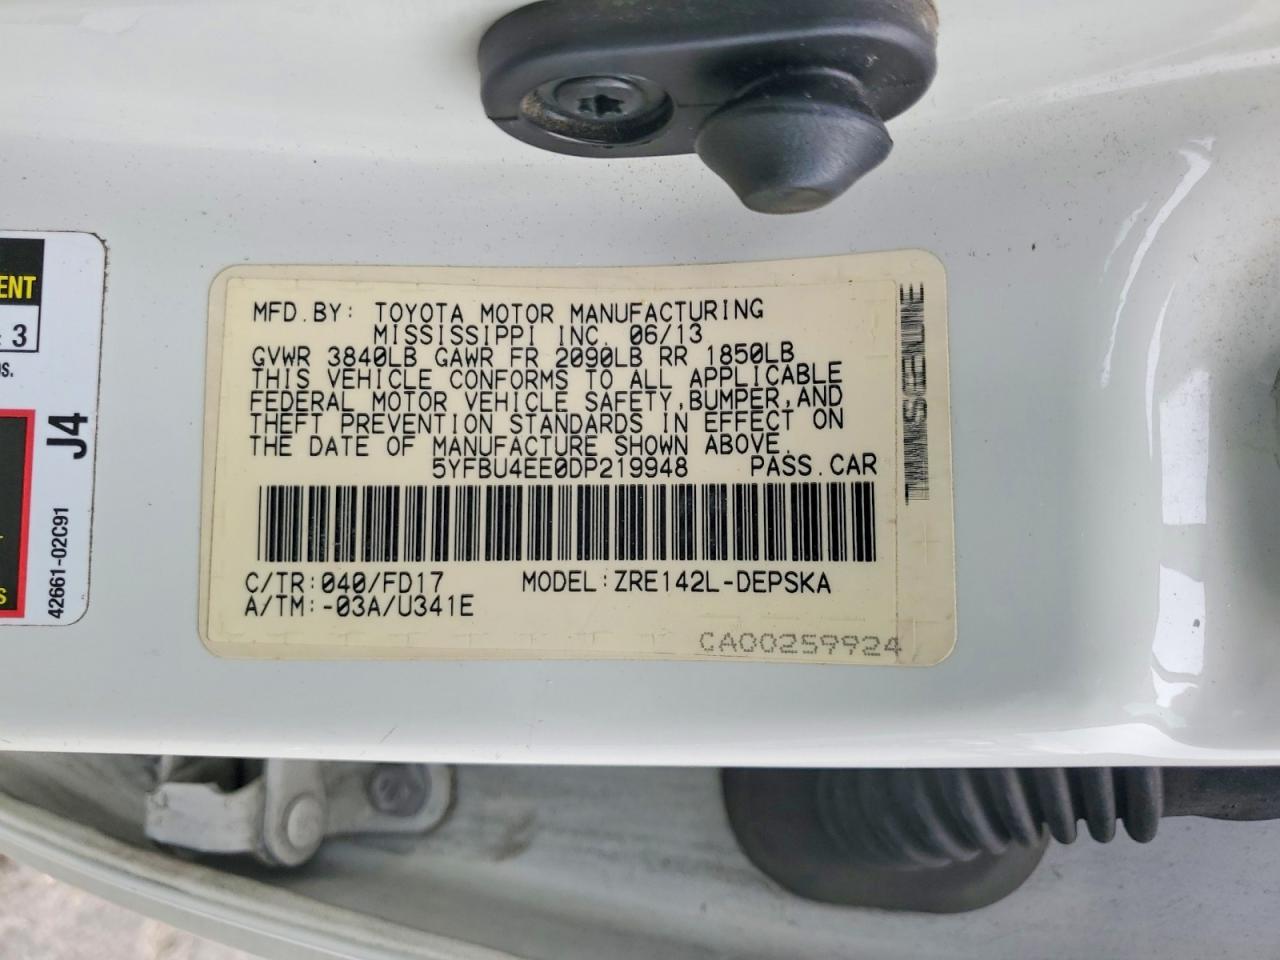 MFD.BY: TOYOTA MOTOR MANUFACTURING
MISSISSIPPI INC. 06/13
GVWR 3840LB GAWR FR 2090LB RR 1850LB
THIS VEHICLE CONFORMS TO ALL APPLICABLE
FEDERAL MOTOR VEHICLE SAFETY,BUMPER,AND
THEFT PREVENTION STANDARDS IN EFFECT ON
THE DATE OF MANUFACTURE SHOWN ABOVE.
5YFBU4EE0DP219948 PASS.CAR
C/TR:040/FD17 MODEL:ZRE142L-DEPSKA
A/TM:-03A/U341E
CA00259924
ENT
3
J4
42661-02C91